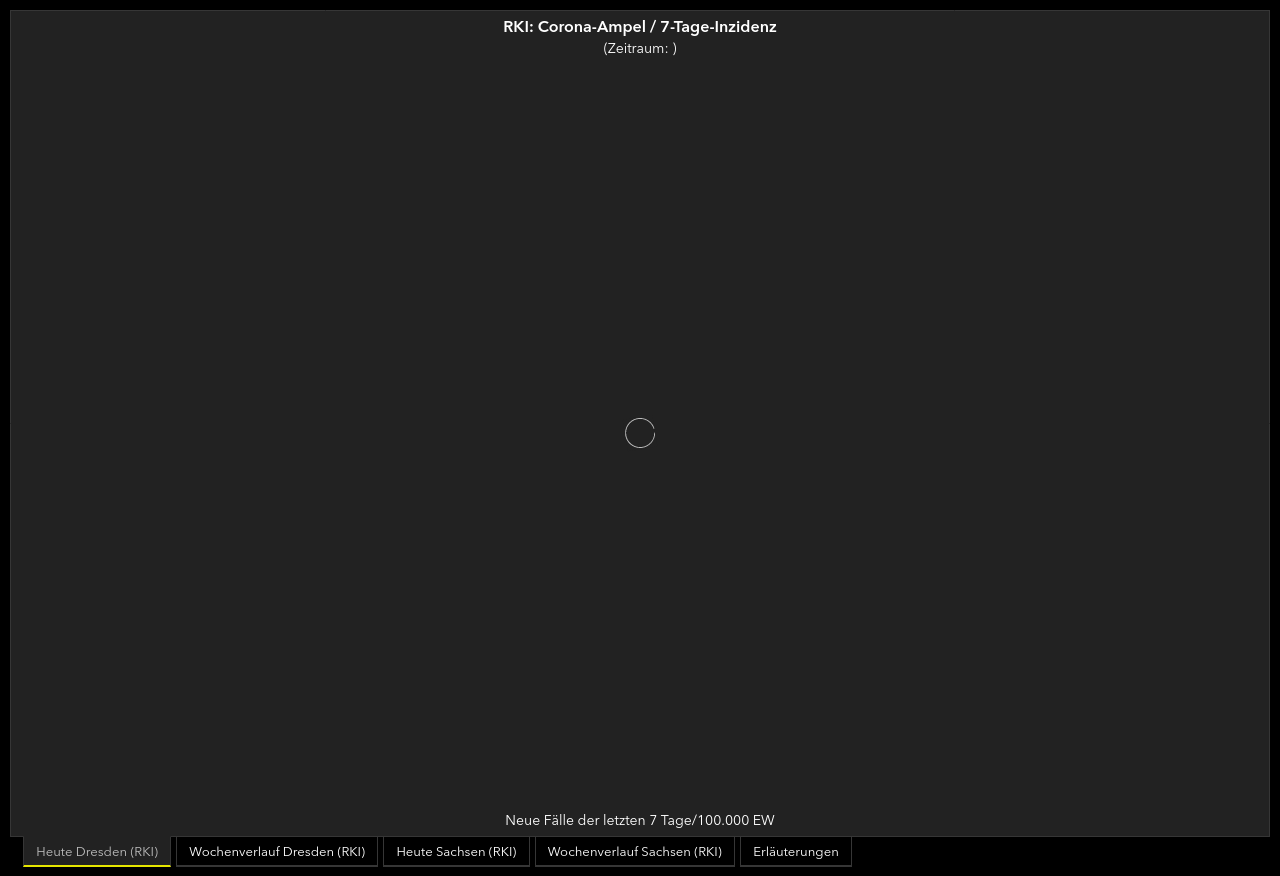 RKI: Corona-Ampel / 7-Tage-Inzidenz
(Zeitraum: )
Neue Fälle der letzten 7 Tage/100.000 EW
Heute Dresden (RKI)
Wochenverlauf Dresden (RKI)
Heute Sachsen (RKI)
Wochenverlauf Sachsen (RKI)
Erläuterungen